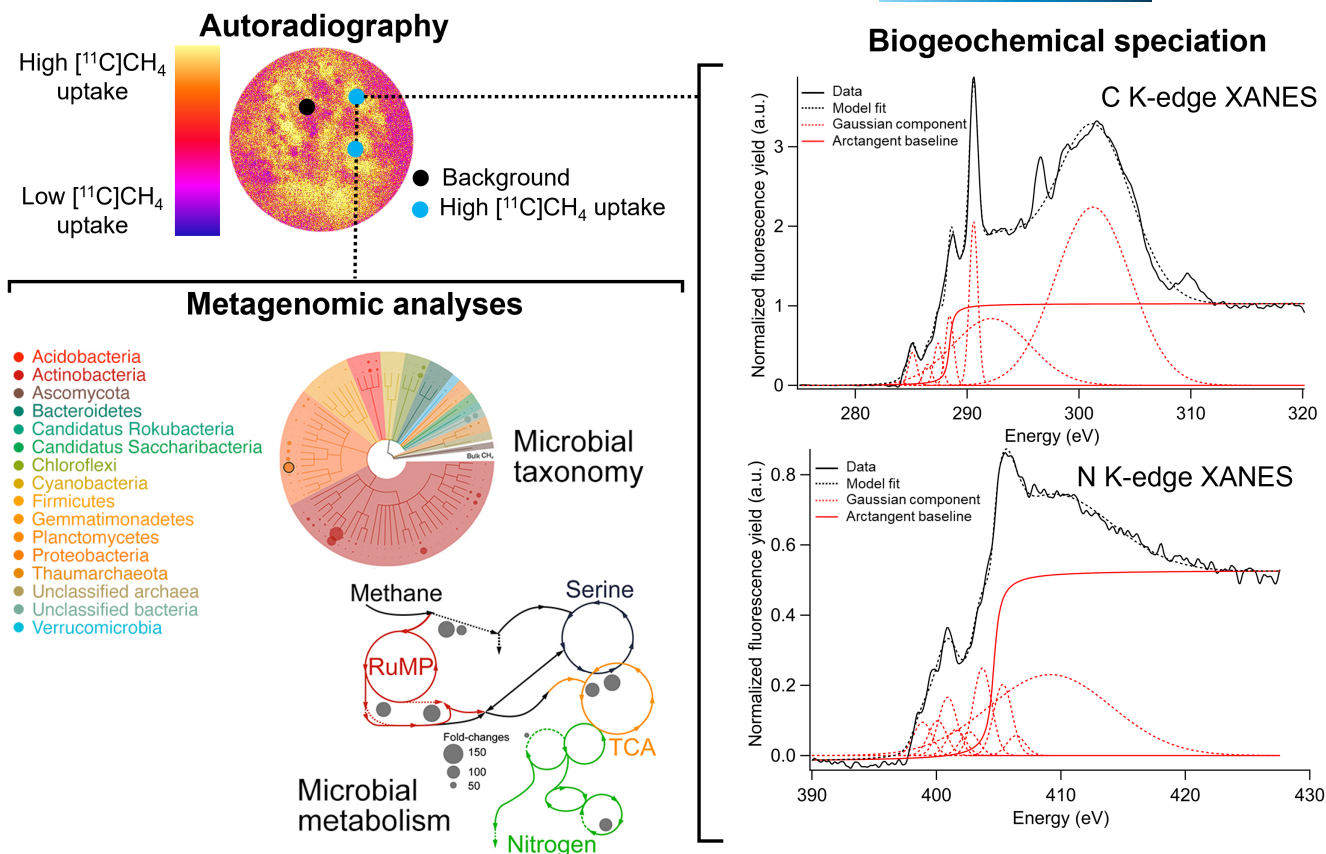 Autoradiography
High [¹¹C]CH₄
uptake
Low [¹¹C]CH₄
uptake
Background
High [¹¹C]CH₄ uptake
Metagenomic analyses
Acidobacteria
Actinobacteria
Ascomycota
Bacteroidetes
Candidatus Rokubacteria
Candidatus Saccharibacteria
Chloroflexi
Cyanobacteria
Firmicutes
Gemmatimonadetes
Planctomycetes
Proteobacteria
Thaumarchaeota
Unclassified archaea
Unclassified bacteria
Verrucomicrobia
Bulk CH₄
Microbial
taxonomy
Methane
Serine
RuMP
TCA
Fold-changes
150
100
50
Nitrogen
Microbial
metabolism
Biogeochemical speciation
C K-edge XANES
Data
Model fit
Gaussian component
Arctangent baseline
Normalized fluorescence yield (a.u.)
3
2
1
0
280
290
300
310
320
Energy (eV)
N K-edge XANES
Data
Model fit
Gaussian component
Arctangent baseline
Normalized fluorescence yield (a.u.)
0.8
0.6
0.4
0.2
0.0
390
400
410
420
430
Energy (eV)